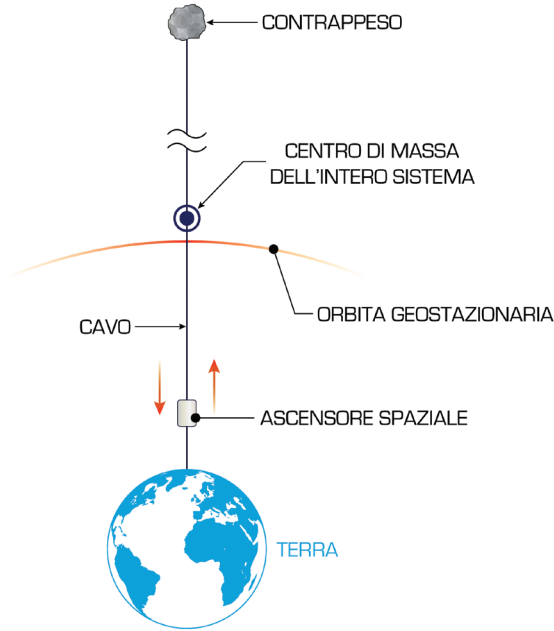 CONTRAPPESO
CENTRO DI MASSA
DELL'INTERO SISTEMA
ORBITA GEOSTAZIONARIA
CAVO
ASCENSORE SPAZIALE
TERRA